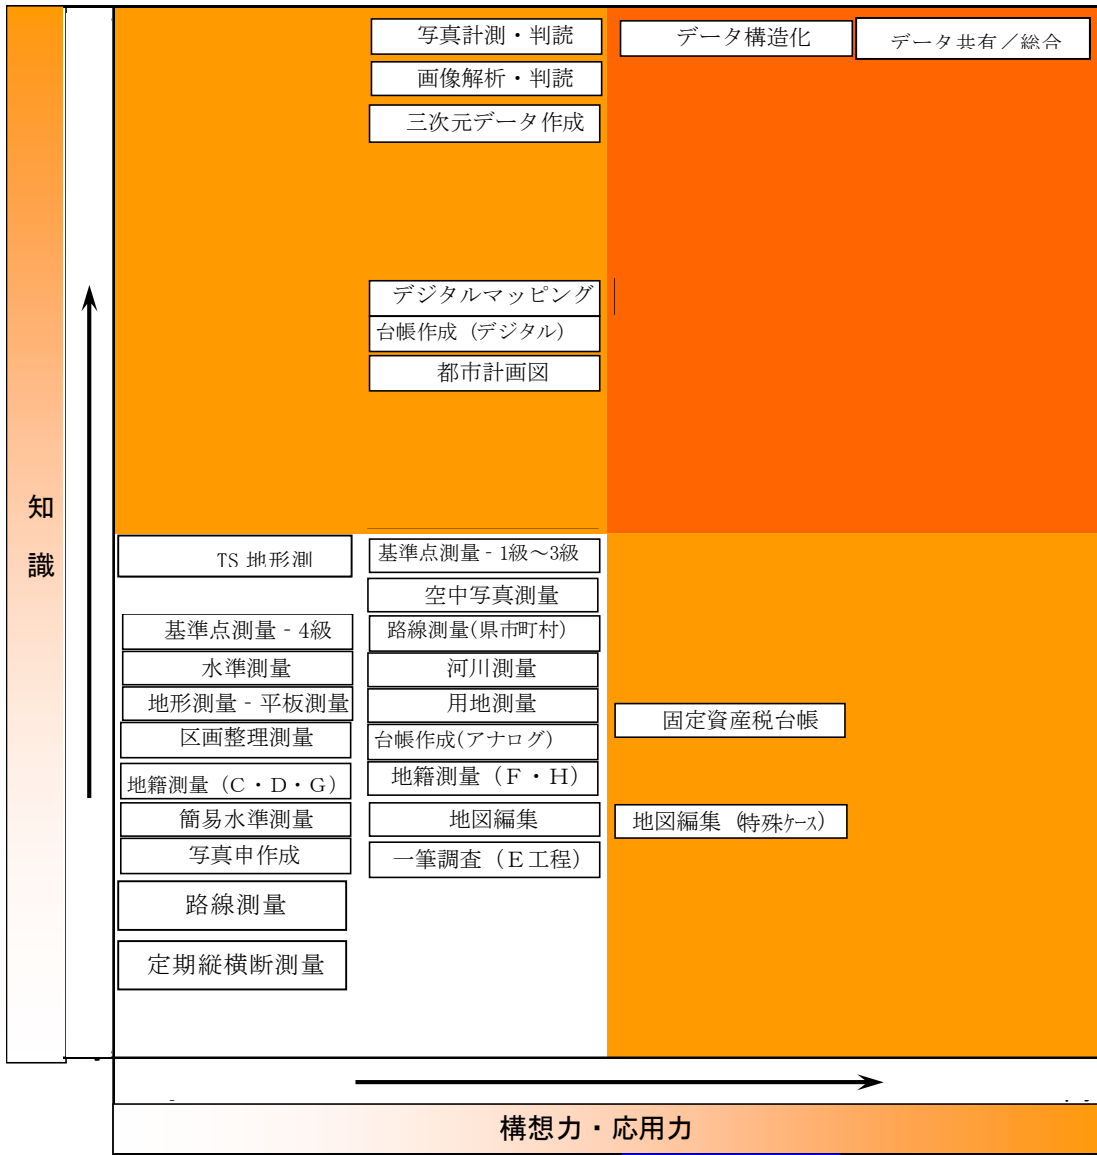 写真計測・判読
データ構造化
データ共有／総合
画像解析・判読
三次元データ作成
デジタルマッピング
台帳作成（デジタル）
都市計画図
知
識
TS 地形測
基準点測量‐1級～3級
空中写真測量
基準点測量‐4級
路線測量(県市町村)
水準測量
河川測量
地形測量‐平板測量
用地測量
固定資産税台帳
区画整理測量
台帳作成(アナログ)
地籍測量（C・D・G）
地籍測量（F・H）
簡易水準測量
地図編集
地図編集（特殊ケース）
写真申作成
一筆調査（E工程）
路線測量
定期縦横断測量
構想力・応用力